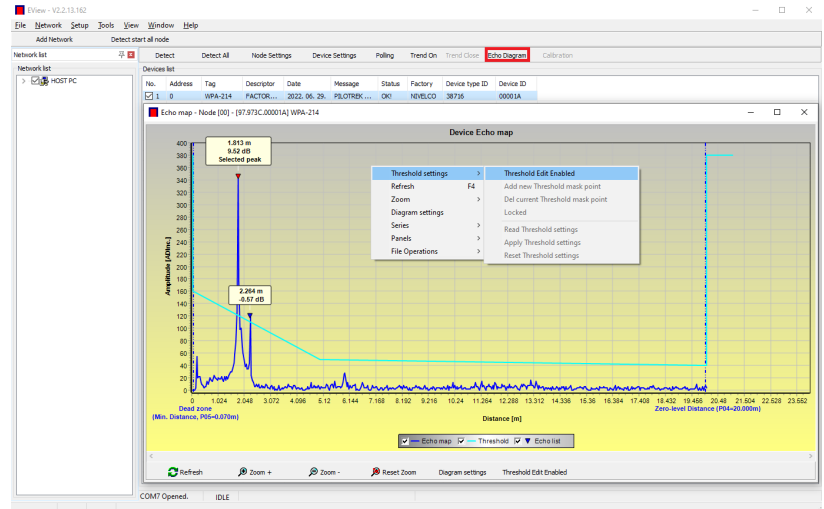 EView - V2.2.13.162
File Network Setup Tools View Window Help
Add Network Detect start all node
Network list
Network list
HOST PC
Detect Detect All Node Settings Device Settings Polling Trend On Trend Close Echo Diagram Calibration
Devices list
No. Address Tag Descriptor Date Message Status Factory Device type ID Device ID
1 0 WPA-214 FACTOR... 2022. 06. 29. PILOTREK ... OK! NIVELCO 38716 00001A
Echo map - Node [00] - [97.973C.00001A] WPA-214
Device Echo map
400
380
360
340
320
300
280
260
240
220
200
180
160
140
120
100
80
60
40
20
0
Amplitude [ADInc.]
1.813 m
9.52 dB
Selected peak
2.264 m
-0.57 dB
Threshold settings
Refresh F4
Zoom
Diagram settings
Series
Panels
File Operations
Threshold Edit Enabled
Add new Threshold mask point
Del current Threshold mask point
Locked
Read Threshold settings
Apply Threshold settings
Reset Threshold settings
0 1.024 2.048 3.072 4.096 5.12 6.144 7.168 8.192 9.216 10.24 11.264 12.288 13.312 14.336 15.36 16.384 17.408 18.432 19.456 20.48 21.504 22.528 23.552
Dead zone
(Min. Distance, P05=0.070m)
Zero-level Distance (P04=20.000m)
Distance [m]
Echo map Threshold Echo list
Refresh Zoom + Zoom - Reset Zoom Diagram settings Threshold Edit Enabled
COM7 Opened. IDLE